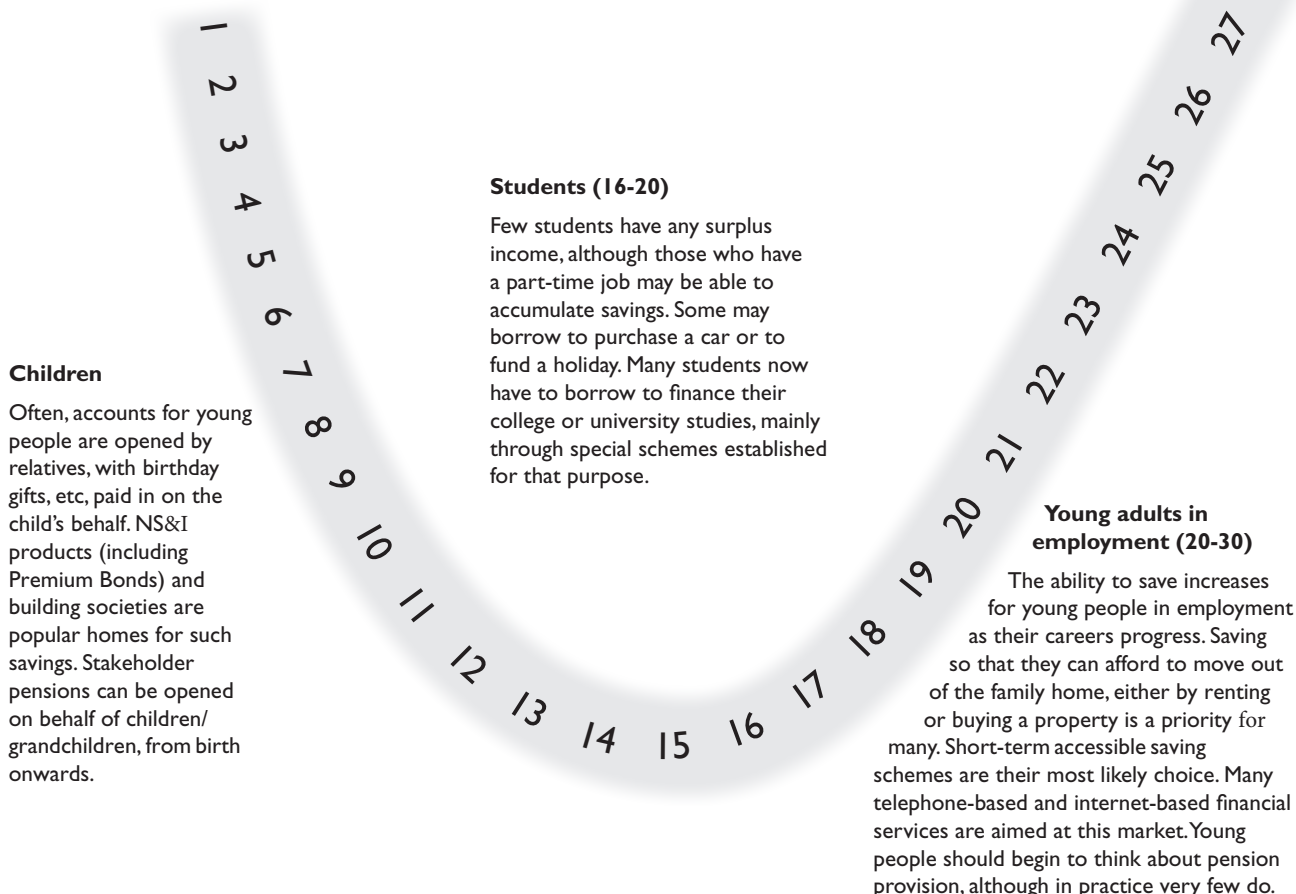 1
2
3
4
5
6
7
8
9
10
11
12
13
14
15
16
17
18
19
20
21
22
23
24
25
26
27
Children
Often, accounts for young
people are opened by
relatives, with birthday
gifts, etc, paid in on the
child's behalf. NS&I
products (including
Premium Bonds) and
building societies are
popular homes for such
savings. Stakeholder
pensions can be opened
on behalf of children/
grandchildren, from birth
onwards.
Students (16-20)
Few students have any surplus
income, although those who have
a part-time job may be able to
accumulate savings. Some may
borrow to purchase a car or to
fund a holiday. Many students now
have to borrow to finance their
college or university studies, mainly
through special schemes established
for that purpose.
Young adults in
employment (20-30)
The ability to save increases
for young people in employment
as their careers progress. Saving
so that they can afford to move out
of the family home, either by renting
or buying a property is a priority for
many. Short-term accessible saving
schemes are their most likely choice. Many
telephone-based and internet-based financial
services are aimed at this market. Young
people should begin to think about pension
provision, although in practice very few do.